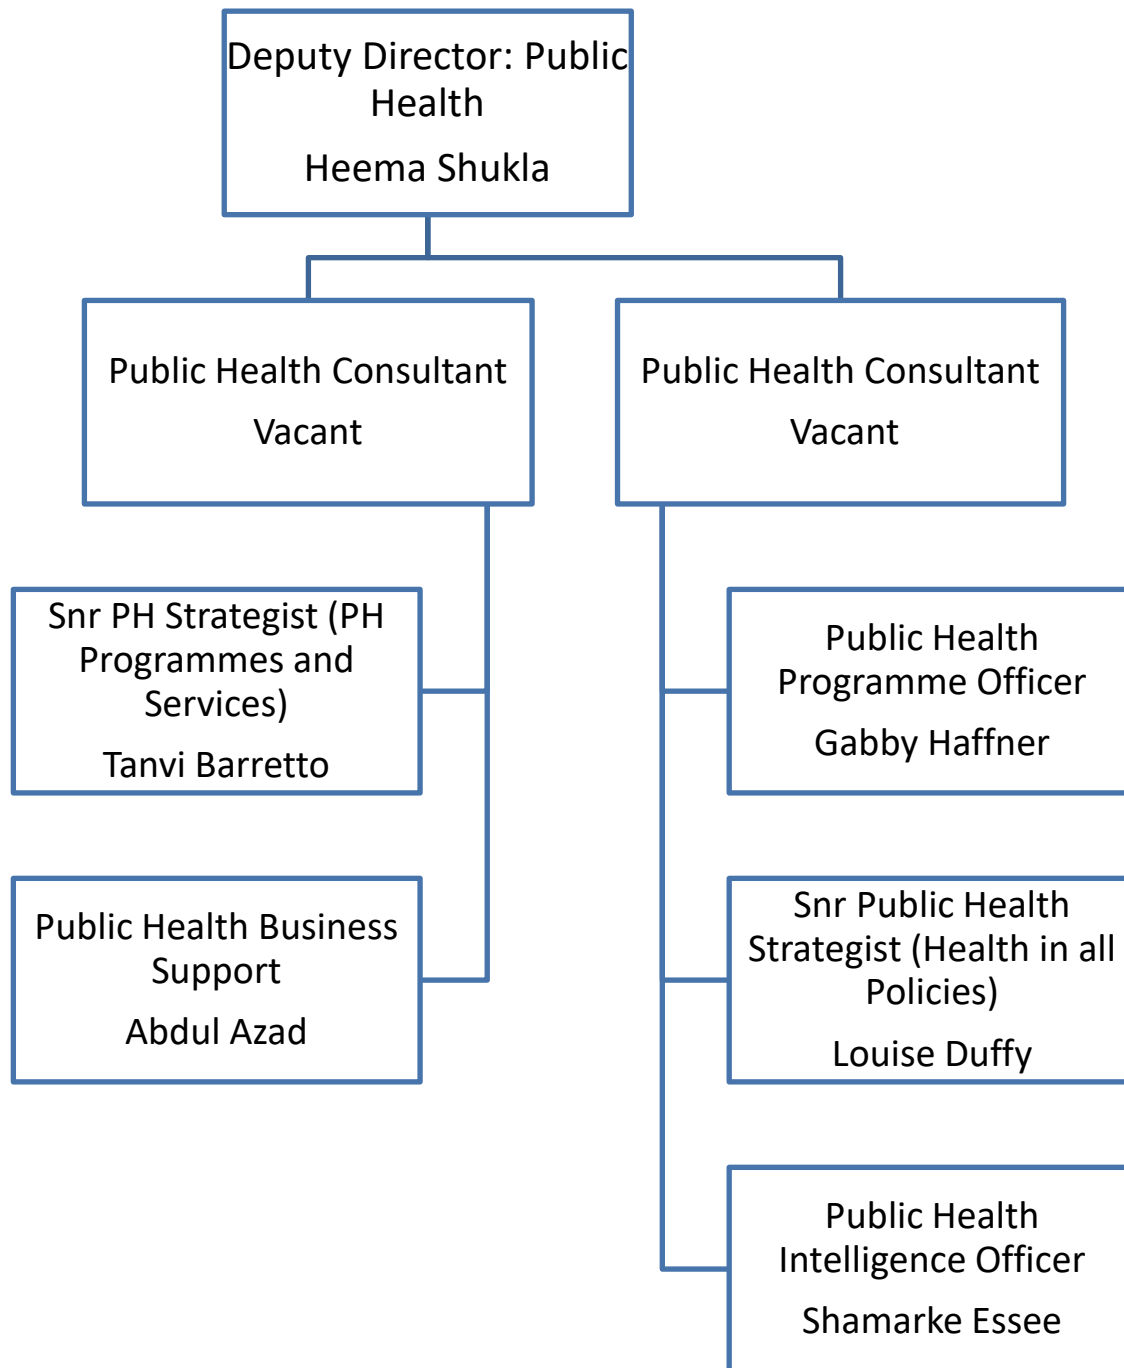 Deputy Director: Public
Health
Heema Shukla
Public Health Consultant
Vacant
Public Health Consultant
Vacant
Snr PH Strategist (PH
Programmes and
Services)
Tanvi Barretto
Public Health
Programme Officer
Gabby Haffner
Public Health Business
Support
Abdul Azad
Snr Public Health
Strategist (Health in all
Policies)
Louise Duffy
Public Health
Intelligence Officer
Shamarke Essee